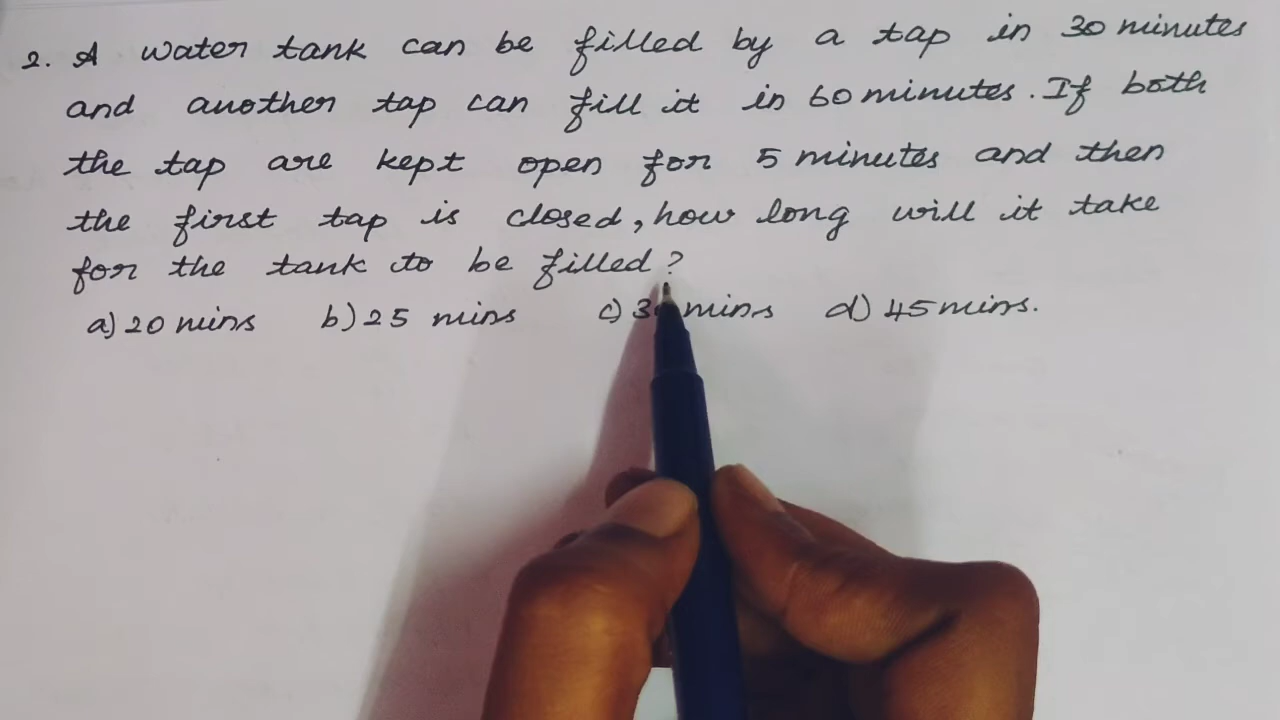 2. A water tank can be filled by a tap in 30 minutes
and another tap can fill it in 60 minutes. If both
the tap are kept open for 5 minutes and then
the first tap is closed, how long will it take
for the tank to be filled?
a) 20 mins b) 25 mins c) 3 mins d) 45 mins.